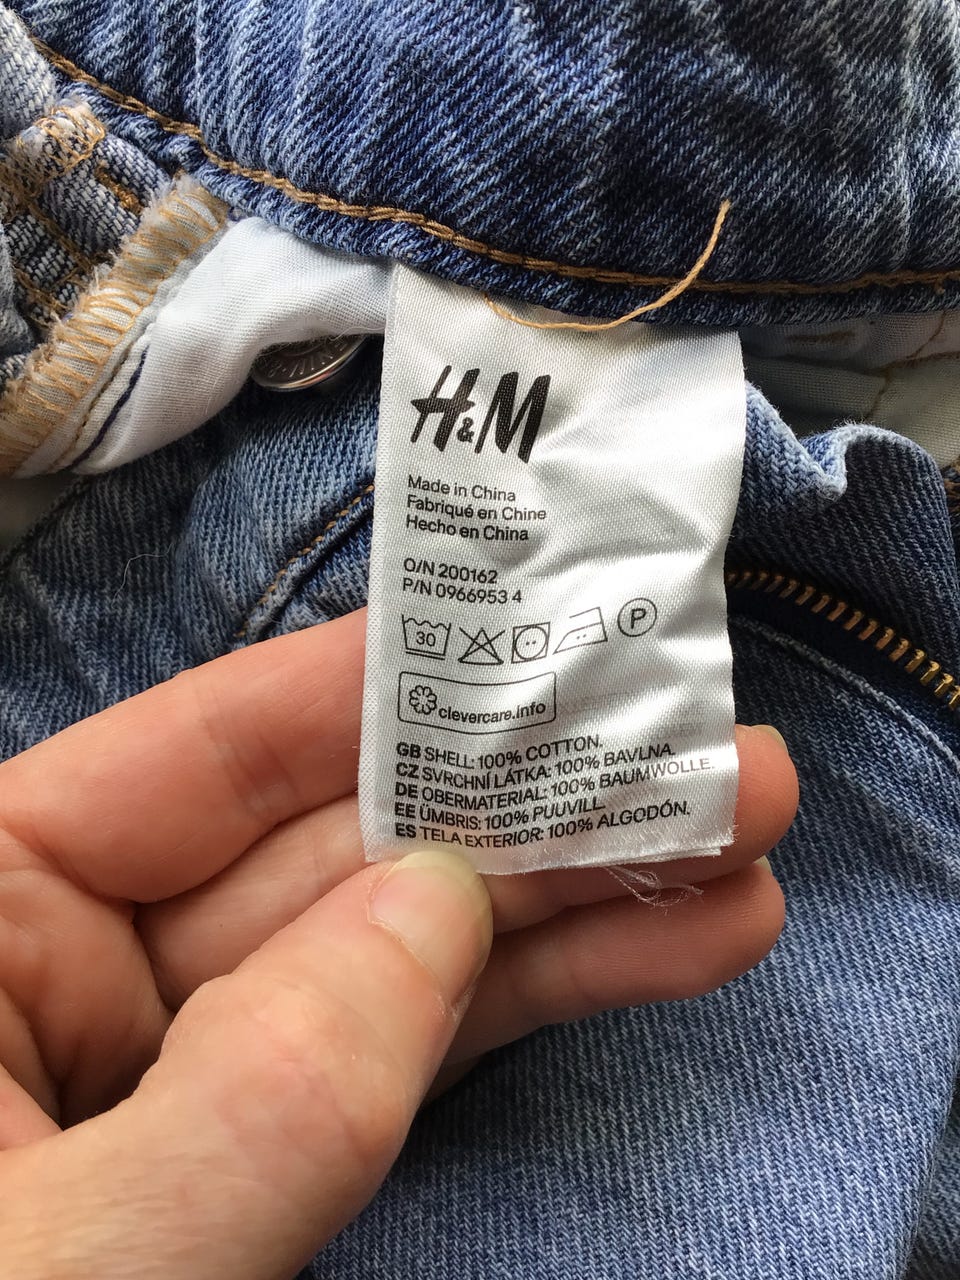 H&M
Made in China
Fabriqué en Chine
Hecho en China
O/N 200162
P/N 0966953 4
30
P
clevercare.info
GB SHELL: 100% COTTON.
CZ SVRCHNÍ LÁTKA: 100% BAVLNA.
DE OBERMATERIAL: 100% BAUMWOLLE.
EE ÜMBRIS: 100% PUUVILL.
ES TELA EXTERIOR: 100% ALGODÓN.